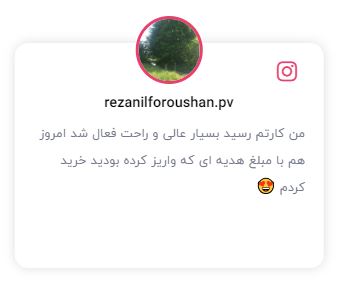 rezanilforoushan.pv
من کارتم رسید بسیار عالی و راحت فعال شد امروز
هم با مبلغ هدیه ای که واریز کرده بودید خرید
کردم 🤩